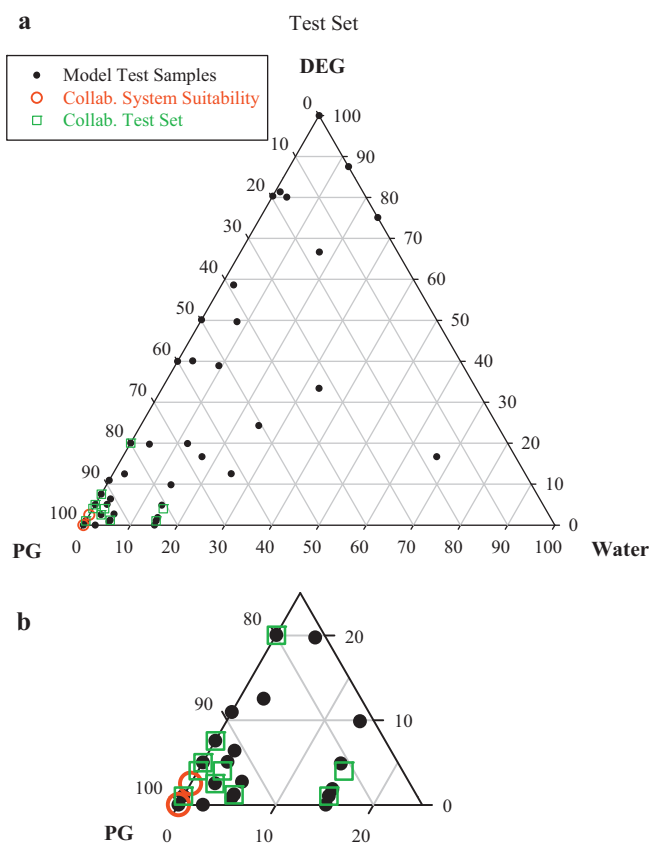 a
Test Set
DEG
Model Test Samples
Collab. System Suitability
Collab. Test Set
0 100
10 90
20 80
30 70
40 60
50 50
60 40
70 30
80 20
90 10
100 0
PG 0 10 20 30 40 50 60 70 80 90 100 Water
b
80 20
90 10
100 0
PG 0 10 20